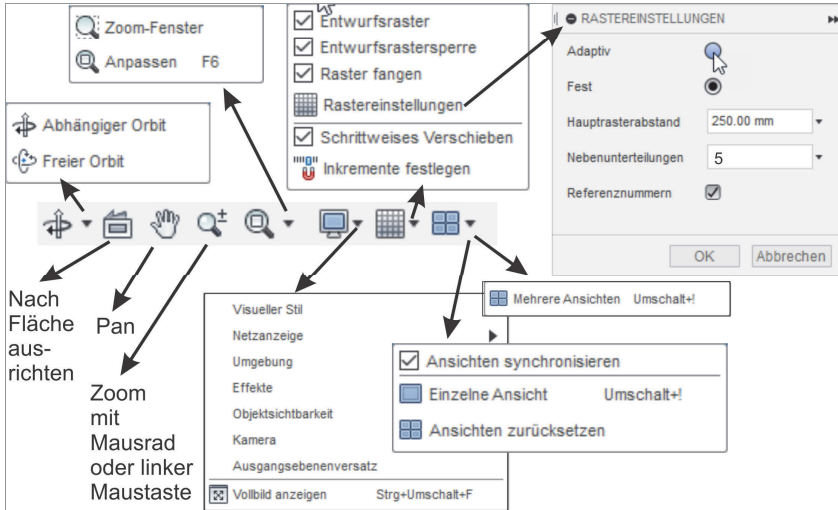 Zoom-Fenster
Anpassen F6
Abhängiger Orbit
Freier Orbit
Entwurfsraster
Entwurfsrastersperre
Raster fangen
Rastereinstellungen
Schrittweises Verschieben
Inkremente festlegen
RASTEREINSTELLUNGEN
Adaptiv
Fest
Hauptrasterabstand 250.00 mm
Nebenunterteilungen 5
Referenznummern
OK Abbrechen
Nach
Fläche
aus-
richten
Pan
Zoom
mit
Mausrad
oder linker
Maustaste
Visueller Stil
Netzanzeige
Umgebung
Effekte
Objektsichtbarkeit
Kamera
Ausgangsebenenversatz
Vollbild anzeigen Strg+Umschalt+F
Mehrere Ansichten Umschalt+!
Ansichten synchronisieren
Einzelne Ansicht Umschalt+!
Ansichten zurücksetzen